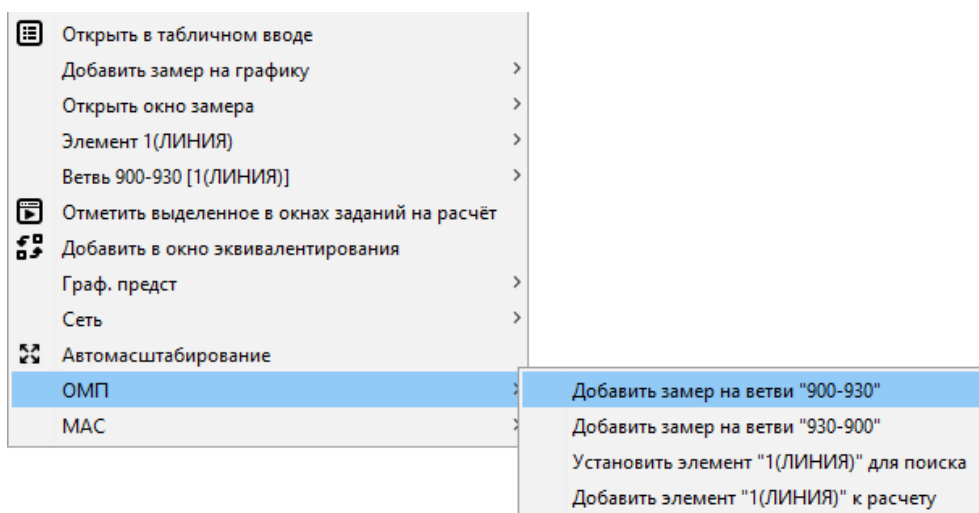 Открыть в табличном вводе
Добавить замер на графику
Открыть окно замера
Элемент 1(ЛИНИЯ)
Ветвь 900-930 [1(ЛИНИЯ)]
Отметить выделенное в окнах заданий на расчёт
Добавить в окно эквивалентирования
Граф. предст
Сеть
Автомасштабирование
ОМП
МАС
Добавить замер на ветви "900-930"
Добавить замер на ветви "930-900"
Установить элемент "1(ЛИНИЯ)" для поиска
Добавить элемент "1(ЛИНИЯ)" к расчету